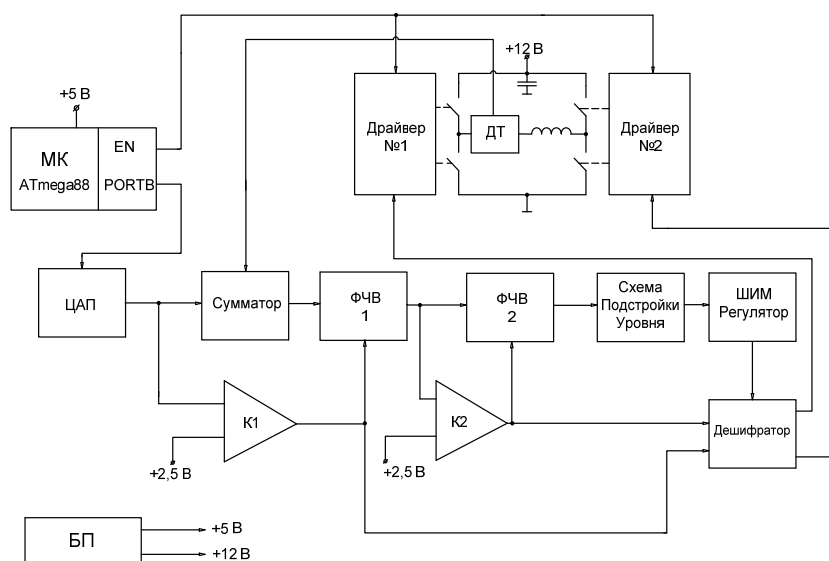 +12 В
+5 В
МК
ATmega88
EN
PORTB
Драйвер
№1
ДТ
Драйвер
№2
ЦАП
Сумматор
ФЧВ
1
ФЧВ
2
Схема
Подстройки
Уровня
ШИМ
Регулятор
К1
+2,5 В
К2
+2,5 В
Дешифратор
БП
+5 В
+12 В